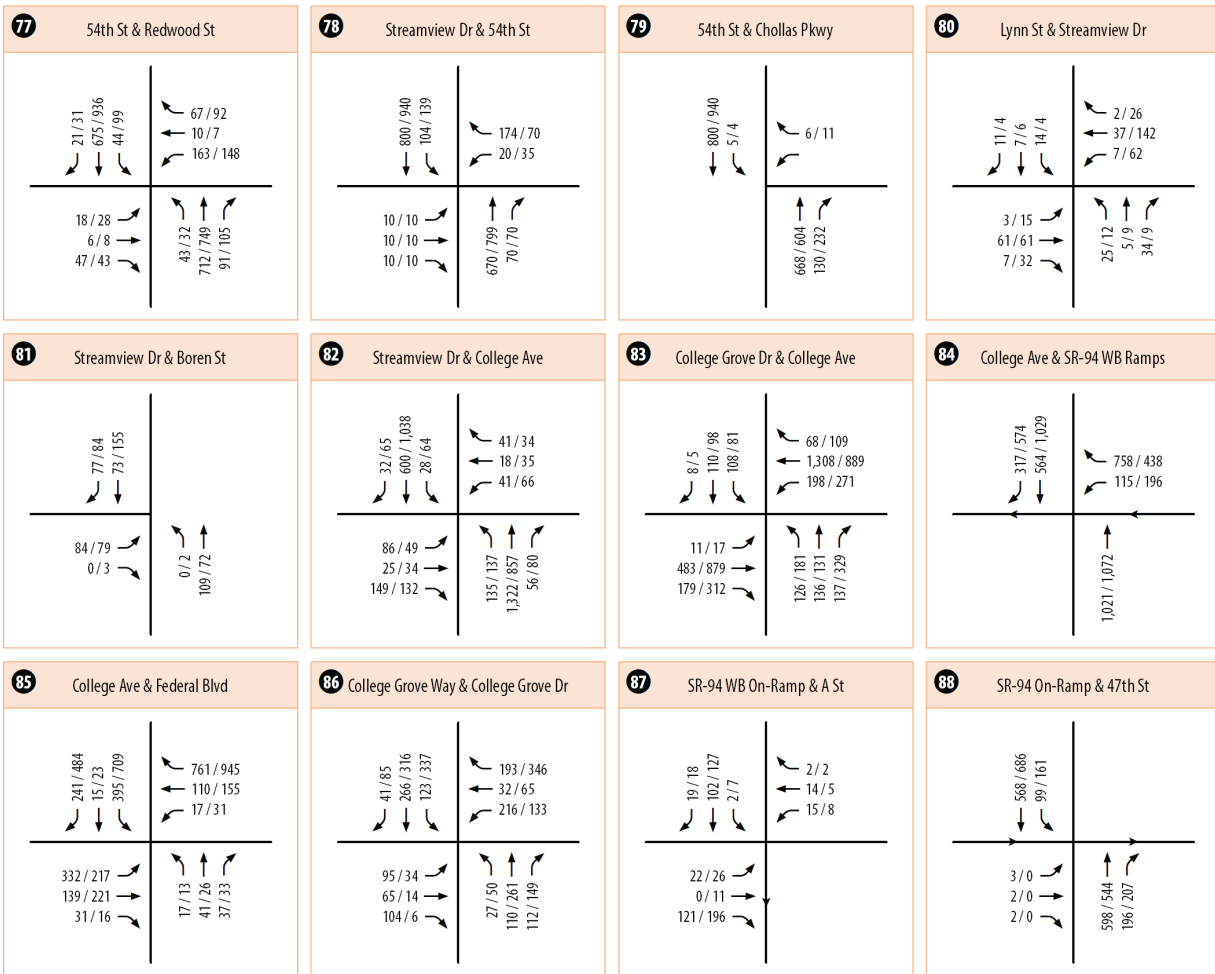 77 54th St & Redwood St
21 / 31
675 / 936
44 / 99
67 / 92
10 / 7
163 / 148
18 / 28
6 / 8
47 / 43
43 / 32
712 / 749
91 / 105
78 Streamview Dr & 54th St
800 / 940
104 / 139
174 / 70
20 / 35
10 / 10
10 / 10
10 / 10
670 / 799
70 / 70
79 54th St & Chollas Pkwy
800 / 940
5 / 4
6 / 11
668 / 604
130 / 232
80 Lynn St & Streamview Dr
11 / 4
7 / 6
14 / 4
2 / 26
37 / 142
7 / 62
3 / 15
61 / 61
7 / 32
25 / 12
5 / 9
34 / 9
81 Streamview Dr & Boren St
77 / 84
73 / 155
84 / 79
0 / 3
0 / 2
109 / 72
82 Streamview Dr & College Ave
32 / 65
600 / 1,038
28 / 64
41 / 34
18 / 35
41 / 66
86 / 49
25 / 34
149 / 132
135 / 137
1,322 / 857
56 / 80
83 College Grove Dr & College Ave
8 / 5
110 / 98
108 / 81
68 / 109
1,308 / 889
198 / 271
11 / 17
483 / 879
179 / 312
126 / 181
136 / 131
137 / 329
84 College Ave & SR-94 WB Ramps
317 / 574
564 / 1,029
758 / 438
115 / 196
1,021 / 1,072
85 College Ave & Federal Blvd
241 / 484
15 / 23
395 / 709
761 / 945
110 / 155
17 / 31
332 / 217
139 / 221
31 / 16
17 / 13
41 / 26
37 / 33
86 College Grove Way & College Grove Dr
41 / 85
266 / 316
123 / 337
193 / 346
32 / 65
216 / 133
95 / 34
65 / 14
104 / 6
27 / 50
110 / 261
112 / 149
87 SR-94 WB On-Ramp & A St
19 / 18
102 / 127
2 / 7
2 / 2
14 / 5
15 / 8
22 / 26
0 / 11
121 / 196
88 SR-94 On-Ramp & 47th St
568 / 686
99 / 161
3 / 0
2 / 0
2 / 0
598 / 544
196 / 207